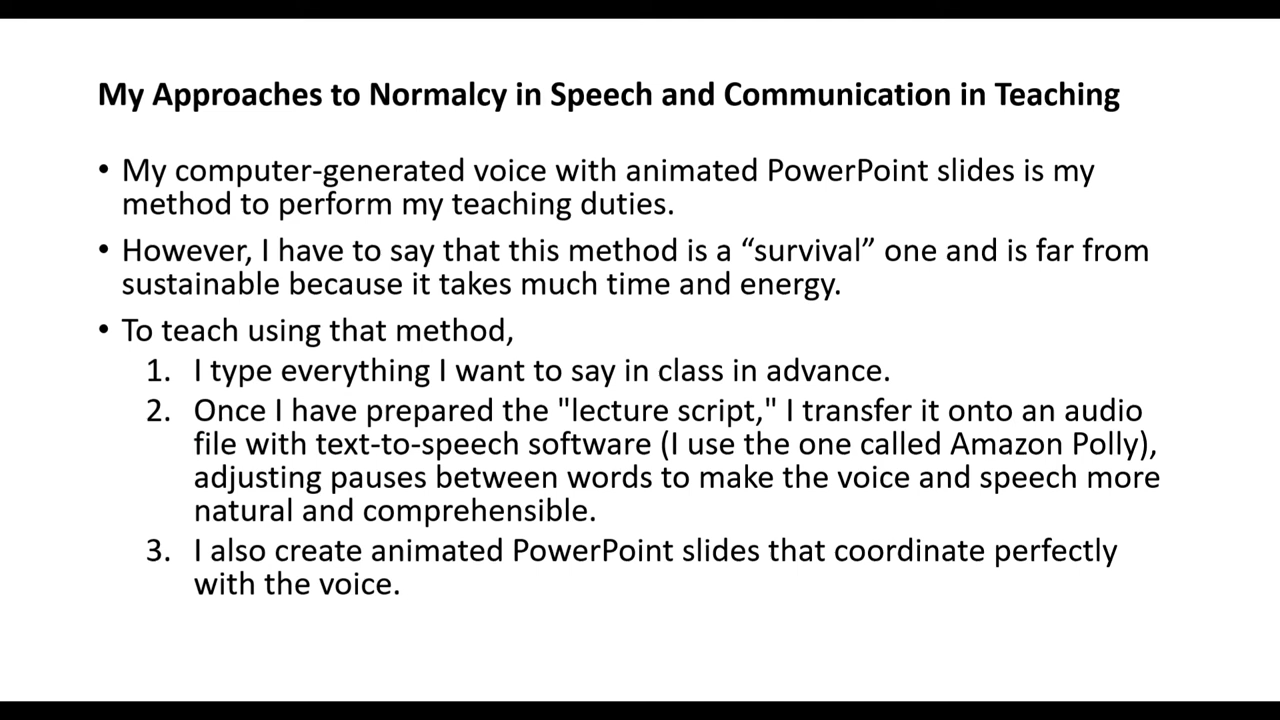 My Approaches to Normalcy in Speech and Communication in Teaching
• My computer-generated voice with animated PowerPoint slides is my
method to perform my teaching duties.
• However, I have to say that this method is a “survival” one and is far from
sustainable because it takes much time and energy.
• To teach using that method,
1. I type everything I want to say in class in advance.
2. Once I have prepared the "lecture script," I transfer it onto an audio
file with text-to-speech software (I use the one called Amazon Polly),
adjusting pauses between words to make the voice and speech more
natural and comprehensible.
3. I also create animated PowerPoint slides that coordinate perfectly
with the voice.